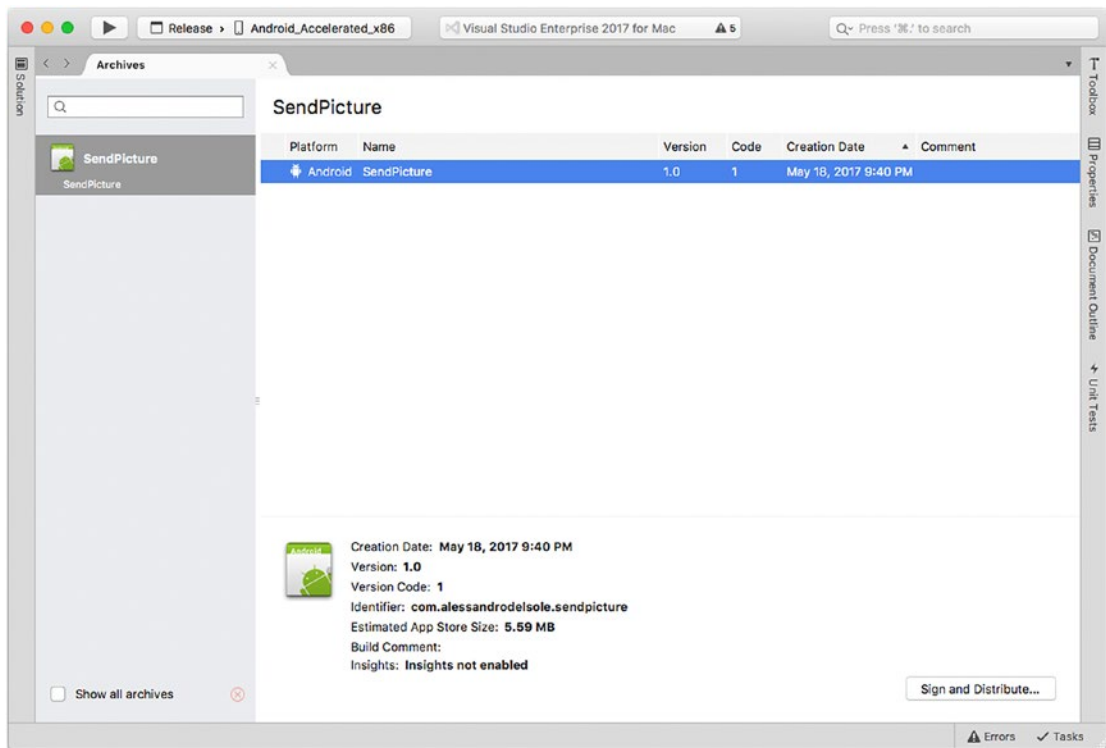 Release › Android_Accelerated_x86
Visual Studio Enterprise 2017 for Mac
5
Press '⌘.' to search
Solution
Archives
SendPicture
SendPicture
Show all archives
SendPicture
Platform Name Version Code Creation Date Comment
Android SendPicture 1.0 1 May 18, 2017 9:40 PM
Android
Creation Date: May 18, 2017 9:40 PM
Version: 1.0
Version Code: 1
Identifier: com.alessandrodelsole.sendpicture
Estimated App Store Size: 5.59 MB
Build Comment:
Insights: Insights not enabled
Sign and Distribute...
Toolbox
Properties
Document Outline
Unit Tests
Errors Tasks